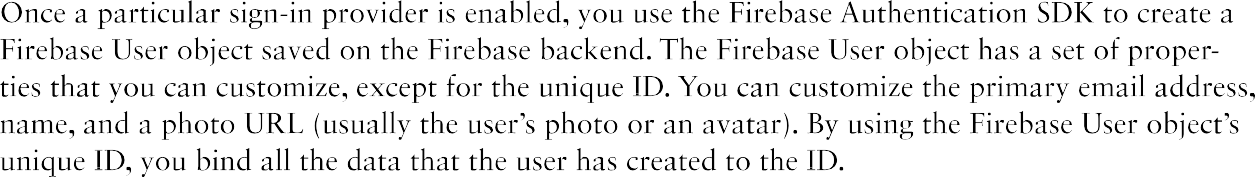 Once a particular sign-in provider is enabled, you use the Firebase Authentication SDK to create a
Firebase User object saved on the Firebase backend. The Firebase User object has a set of proper-
ties that you can customize, except for the unique ID. You can customize the primary email address,
name, and a photo URL (usually the user’s photo or an avatar). By using the Firebase User object’s
unique ID, you bind all the data that the user has created to the ID.